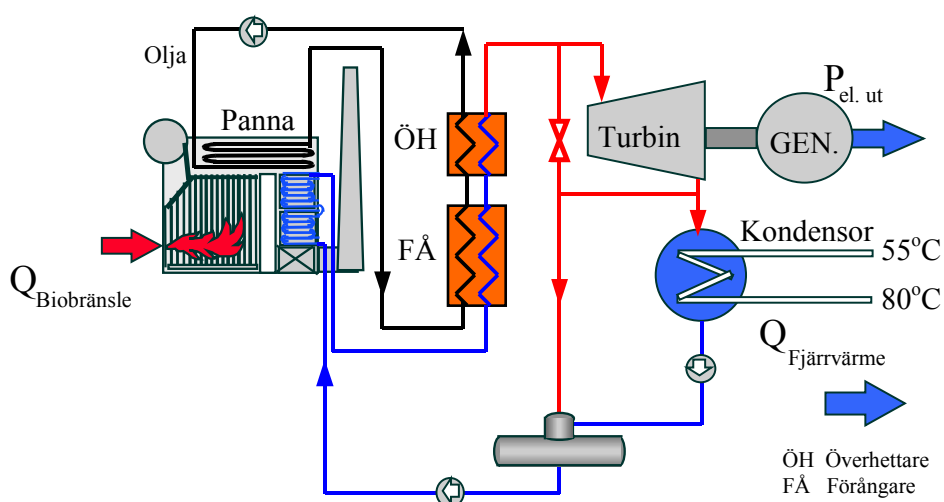 Olja
Panna
ÖH
FÅ
Turbin
GEN.
P el. ut
Kondensor
55°C
80°C
Q Biobränsle
Q Fjärrvärme
ÖH Överhettare
FÅ Förångare